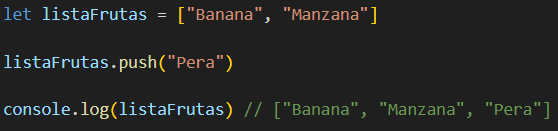 let listaFrutas = ["Banana", "Manzana"]
listaFrutas.push("Pera")
console.log(listaFrutas) // ["Banana", "Manzana", "Pera"]